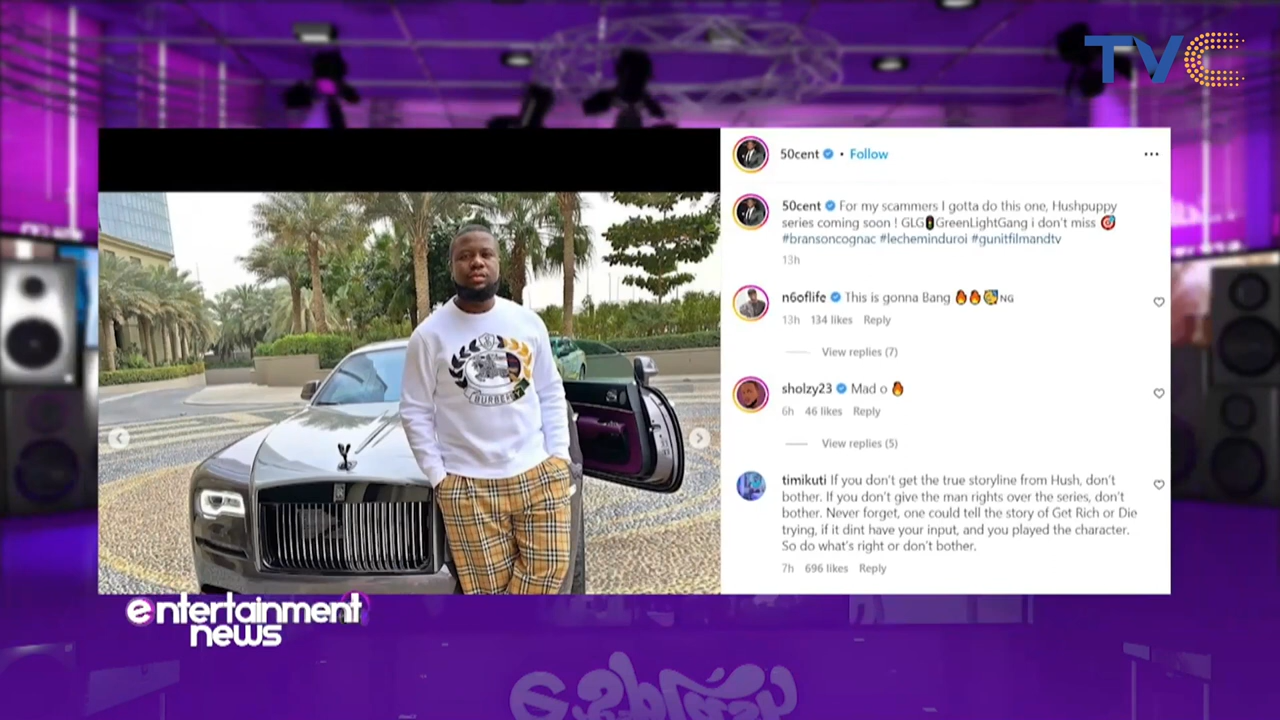 TVC
50cent • Follow
50cent For my scammers I gotta do this one, Hushpuppy
series coming soon ! GLG🚦GreenLightGang i don't miss 🎯
#bransoncognac #lecheminduroi #gunitfilmandtv
13h
n6oflife This is gonna Bang 🔥🔥 NG
13h 134 likes Reply
View replies (7)
sholzy23 Mad o 🔥
6h 46 likes Reply
View replies (5)
timikuti If you don't get the true storyline from Hush, don't
bother. If you don't give the man rights over the series, don't
bother. Never forget, one could tell the story of Get Rich or Die
trying, if it dint have your input, and you played the character.
So do what's right or don't bother.
7h 696 likes Reply
BURBERRY
entertainment
news